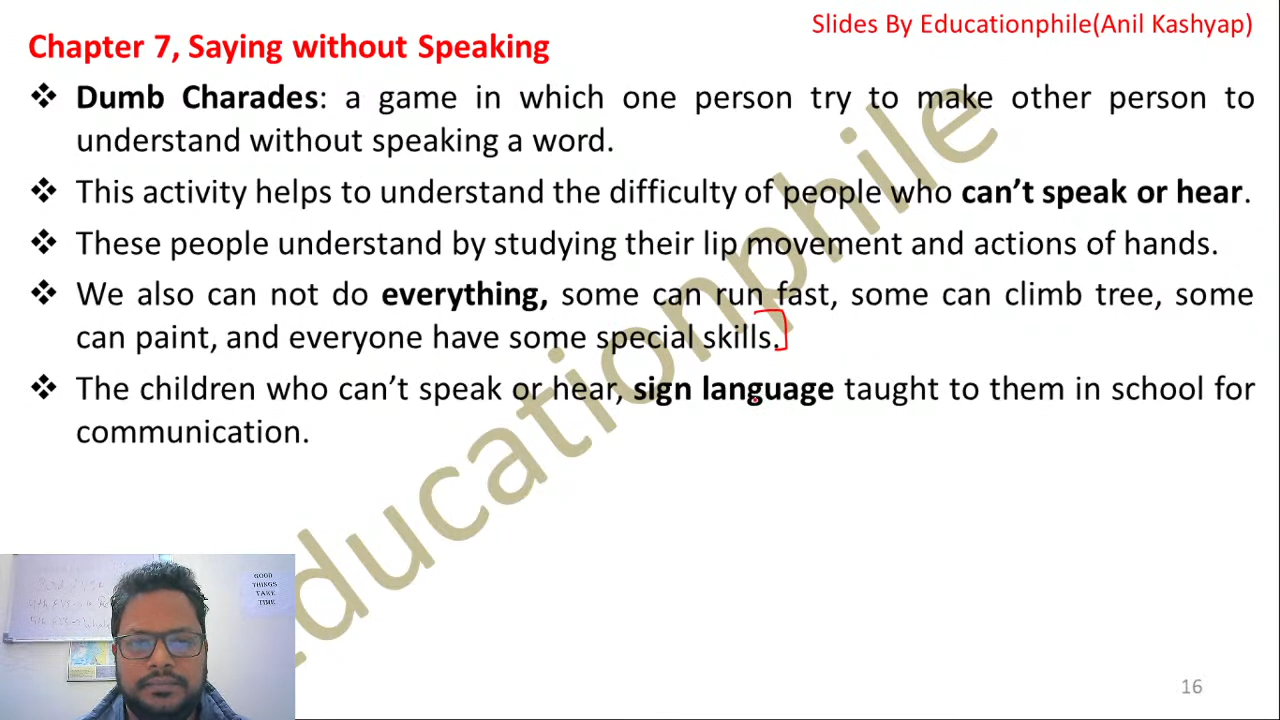 Slides By Educationphile(Anil Kashyap)
Chapter 7, Saying without Speaking
❖ Dumb Charades: a game in which one person try to make other person to
understand without speaking a word.
❖ This activity helps to understand the difficulty of people who can’t speak or hear.
❖ These people understand by studying their lip movement and actions of hands.
❖ We also can not do everything, some can run fast, some can climb tree, some
can paint, and everyone have some special skills.
❖ The children who can’t speak or hear, sign language taught to them in school for
communication.
Educationphile
GOOD
THINGS
TAKE
TIME
16